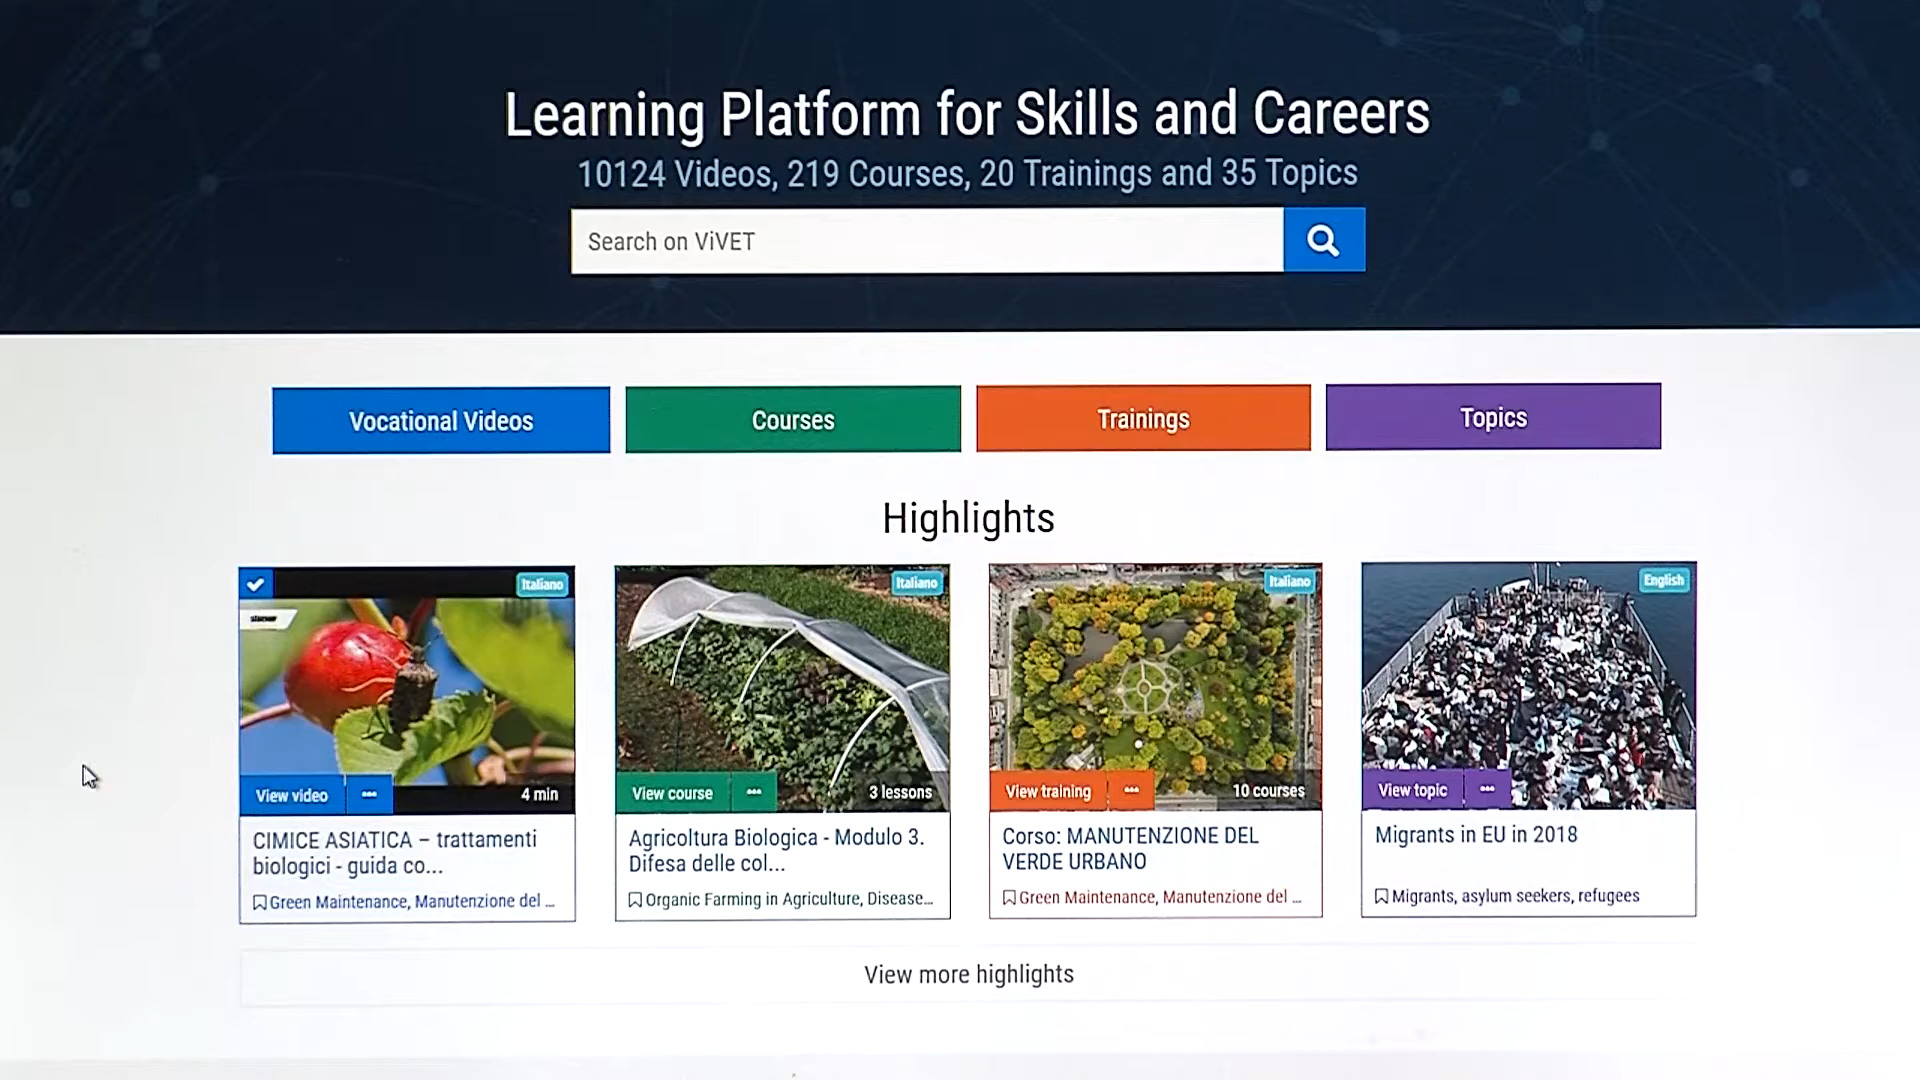 Learning Platform for Skills and Careers
10124 Videos, 219 Courses, 20 Trainings and 35 Topics
Search on ViVET
Vocational Videos
Courses
Trainings
Topics
Highlights
Italiano
View video
4 min
CIMICE ASIATICA – trattamenti
biologici - guida co...
Green Maintenance, Manutenzione del ...
Italiano
View course
3 lessons
Agricoltura Biologica - Modulo 3.
Difesa delle col...
Organic Farming in Agriculture, Disease...
Italiano
View training
10 courses
Corso: MANUTENZIONE DEL
VERDE URBANO
Green Maintenance, Manutenzione del ...
English
View topic
Migrants in EU in 2018
Migrants, asylum seekers, refugees
View more highlights